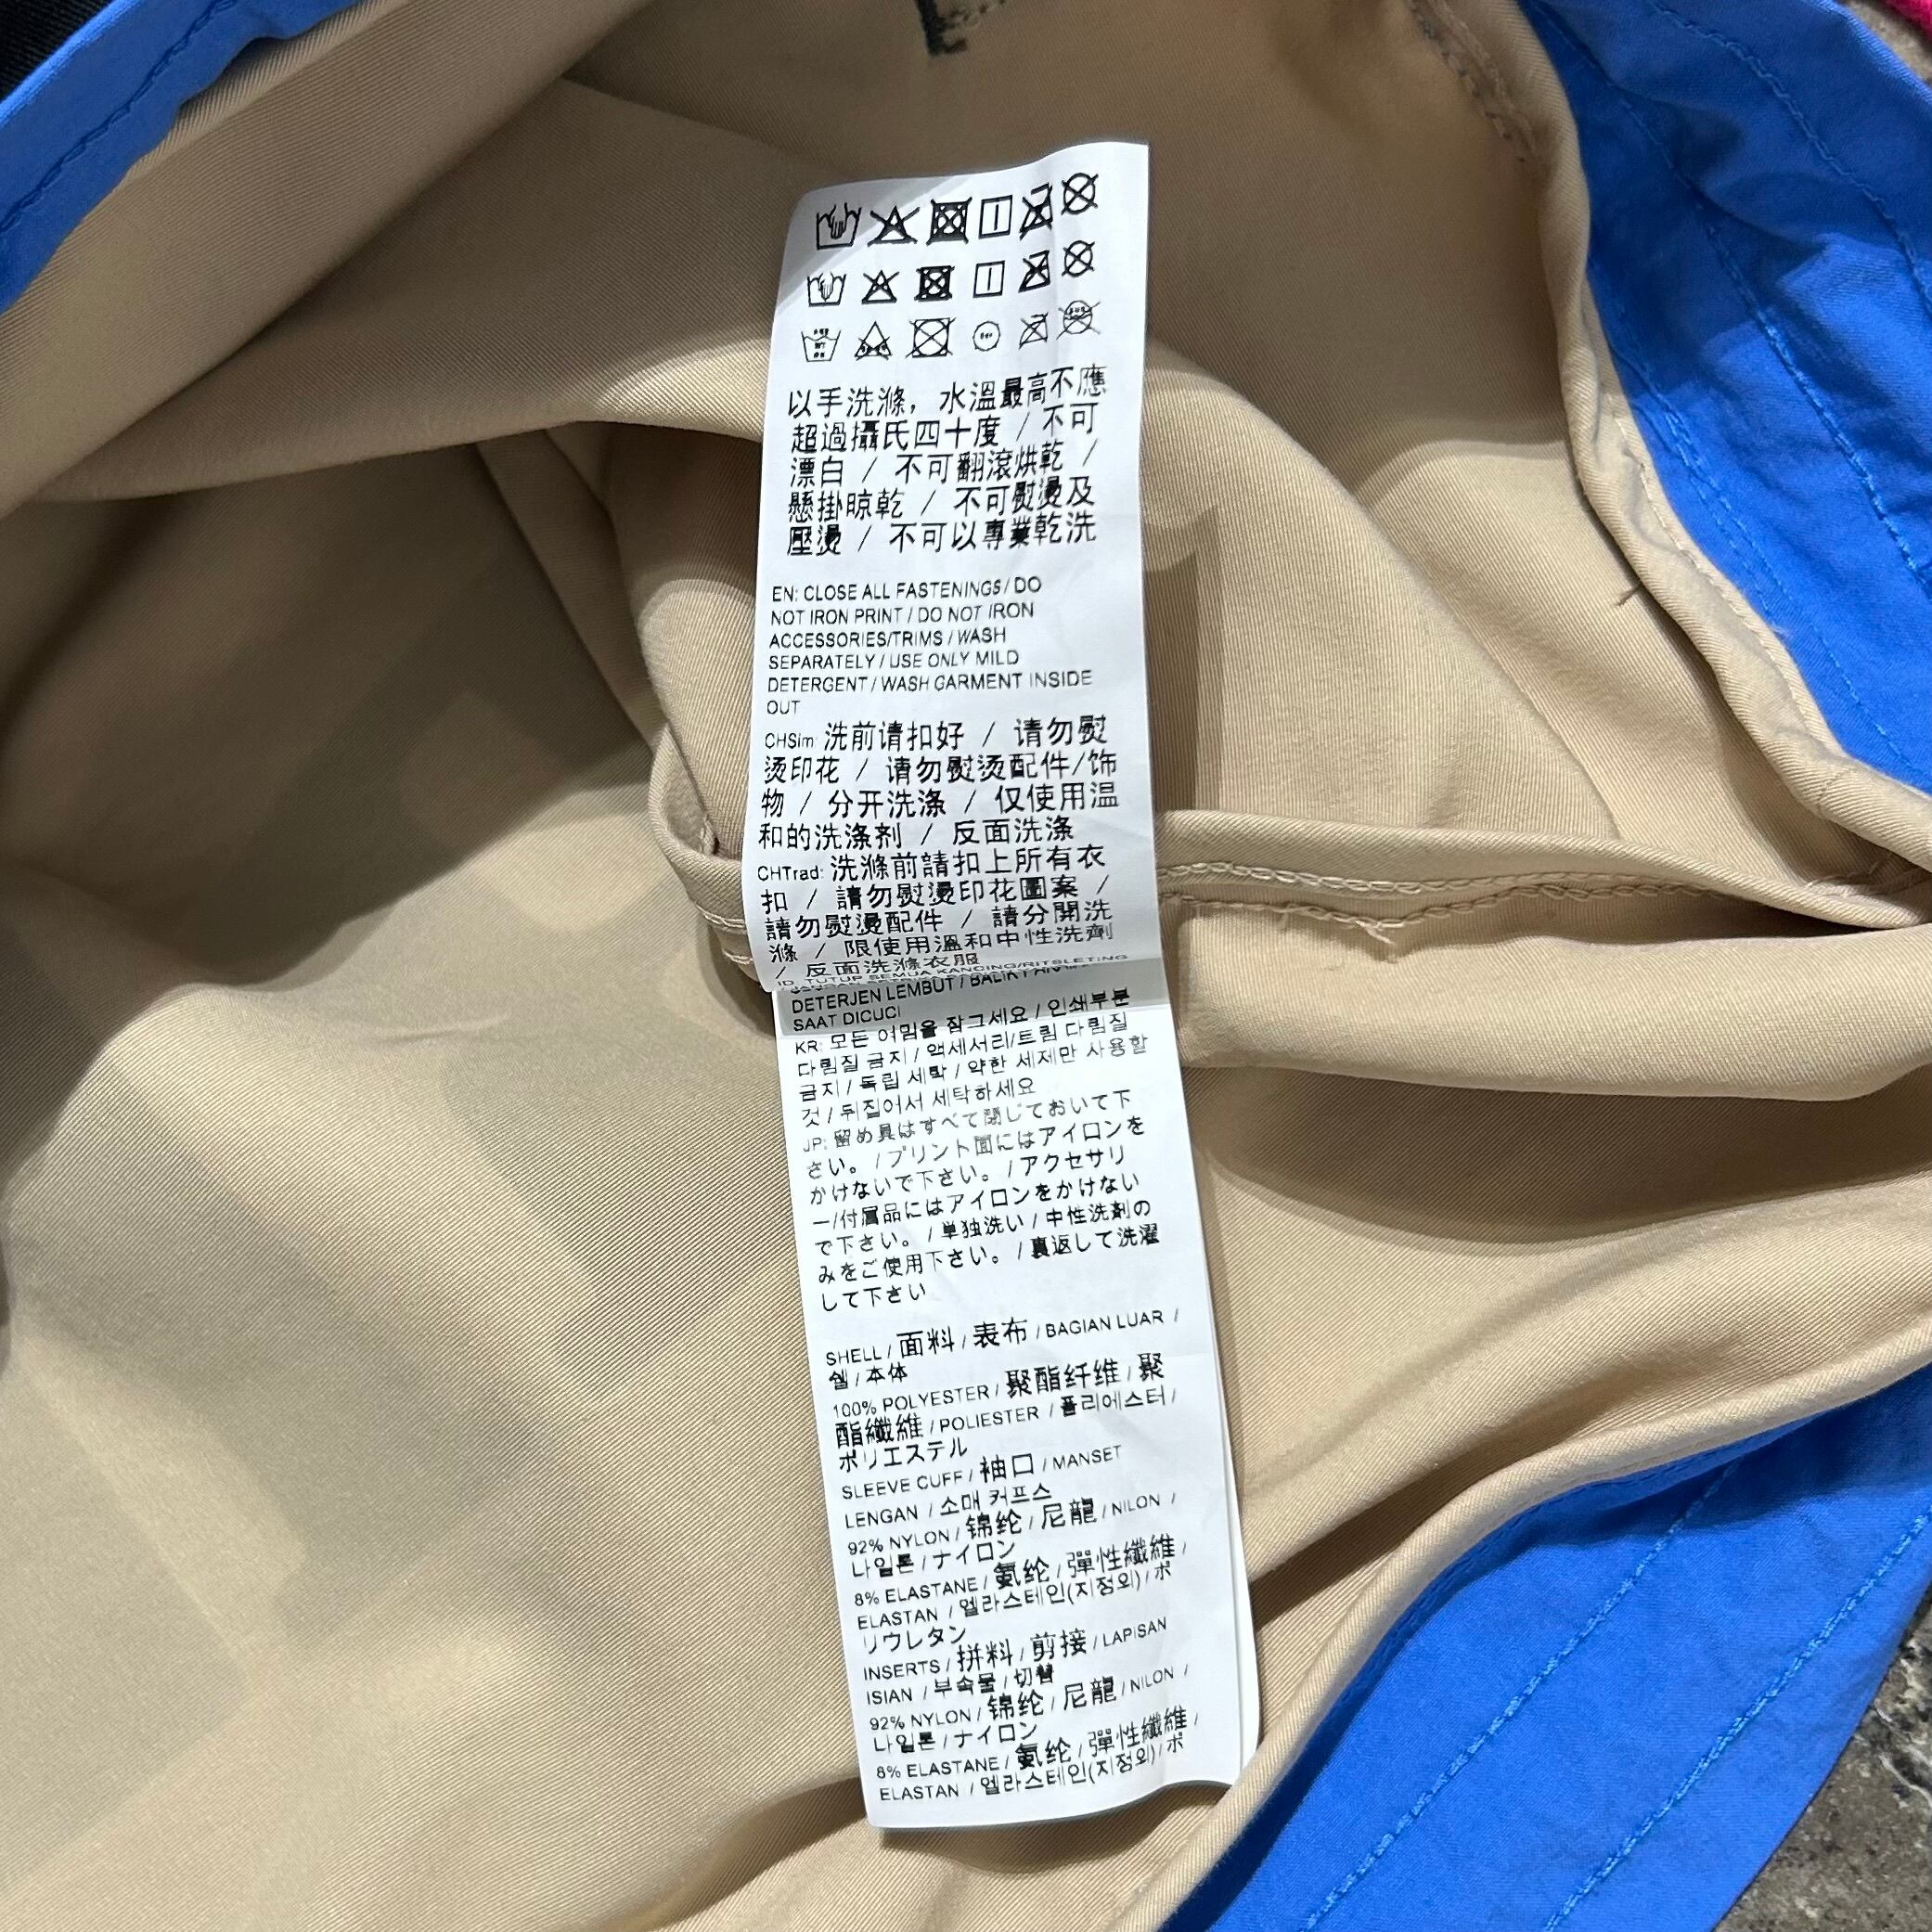 以手洗滌，水溫最高不應
超過攝氏四十度 / 不可
漂白 / 不可翻滾烘乾 /
懸掛晾乾 / 不可熨燙及
壓燙 / 不可以專業乾洗
EN: CLOSE ALL FASTENINGS / DO
NOT IRON PRINT / DO NOT IRON
ACCESSORIES/TRIMS / WASH
SEPARATELY / USE ONLY MILD
DETERGENT / WASH GARMENT INSIDE
OUT
CHSim: 洗前请扣好 / 请勿熨
烫印花 / 请勿熨烫配件/饰
物 / 分开洗涤 / 仅使用温
和的洗涤剂 / 反面洗涤
CHTrad: 洗滌前請扣上所有衣
扣 / 請勿熨燙印花圖案 /
請勿熨燙配件 / 請分開洗
滌 / 限使用溫和中性洗劑
/ 反面洗滌衣服
ID: TUTUP SEMUA KANCING/RITSLETING
DETERJEN LEMBUT / BALIK
SAAT DICUCI
KR: 모든 여밈을 잠그세요 / 인쇄부분
다림질 금지 / 액세서리/트림 다림질
금지 / 독립 세탁 / 약한 세제만 사용할
것 / 뒤집어서 세탁하세요
JP: 留め具はすべて閉じておいて下
さい。 / プリント面にはアイロンを
かけないで下さい。 / アクセサリ
ー/付属品にはアイロンをかけない
で下さい。 / 単独洗い / 中性洗剤の
みをご使用下さい。 / 裏返して洗濯
して下さい
SHELL / 面料 / 表布 / BAGIAN LUAR /
쉘 / 本体
100% POLYESTER / 聚酯纤维 / 聚
酯纖維 / POLIESTER / 폴리에스터 /
ポリエステル
SLEEVE CUFF / 袖口 / MANSET
LENGAN / 소매 커프스
92% NYLON / 锦纶 / 尼龍 / NILON /
나일론 / ナイロン
8% ELASTANE / 氨纶 / 彈性纖維 /
ELASTAN / 엘라스테인(지정외) / ポ
リウレタン
INSERTS / 拼料 / 剪接 / LAPISAN
ISIAN / 부속물 / 切替
92% NYLON / 锦纶 / 尼龍 / NILON /
나일론 / ナイロン
8% ELASTANE / 氨纶 / 彈性纖維 /
ELASTAN / 엘라스테인(지정외) / ポ